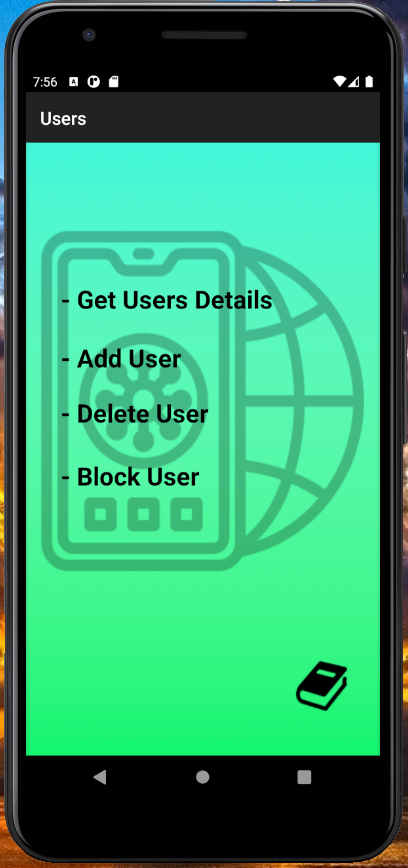 7:56
Users
- Get Users Details
- Add User
- Delete User
- Block User